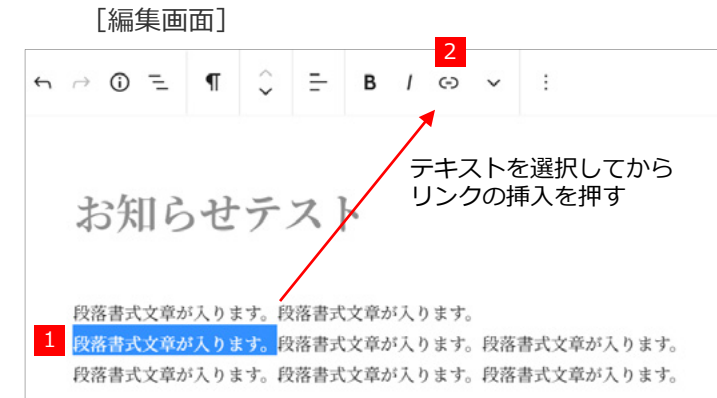 ［編集画面］
2
B I
テキストを選択してから
リンクの挿入を押す
お知らせテスト
段落書式文章が入ります。段落書式文章が入ります。
1 段落書式文章が入ります。段落書式文章が入ります。段落書式文章が入ります。
段落書式文章が入ります。段落書式文章が入ります。段落書式文章が入ります。